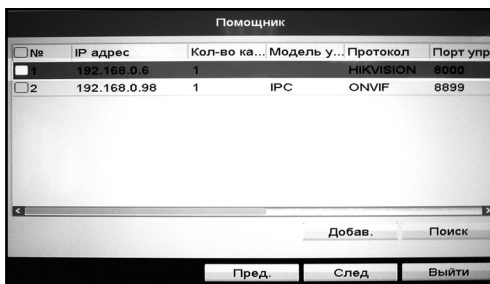 Помощник
№ IP адрес Кол-во ка... Модель у... Протокол Порт упр
1 192.168.0.6 1 HIKVISION 8000
2 192.168.0.98 1 IPC ONVIF 8899
Добав. Поиск
Пред. След Выйти